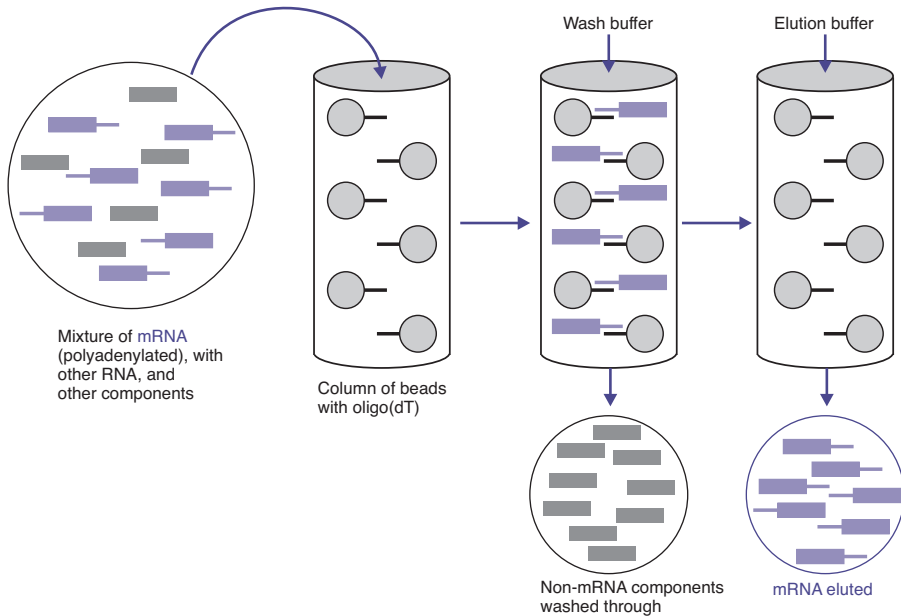 Wash buffer
Elution buffer
Mixture of mRNA
(polyadenylated), with
other RNA, and
other components
Column of beads
with oligo(dT)
Non-mRNA components
washed through
mRNA eluted